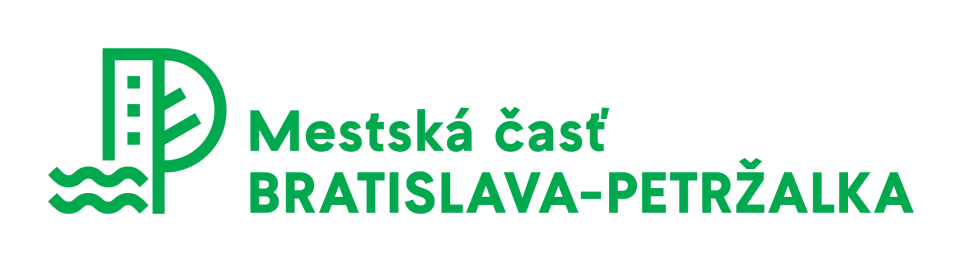 Mestská časť
BRATISLAVA-PETRŽALKA